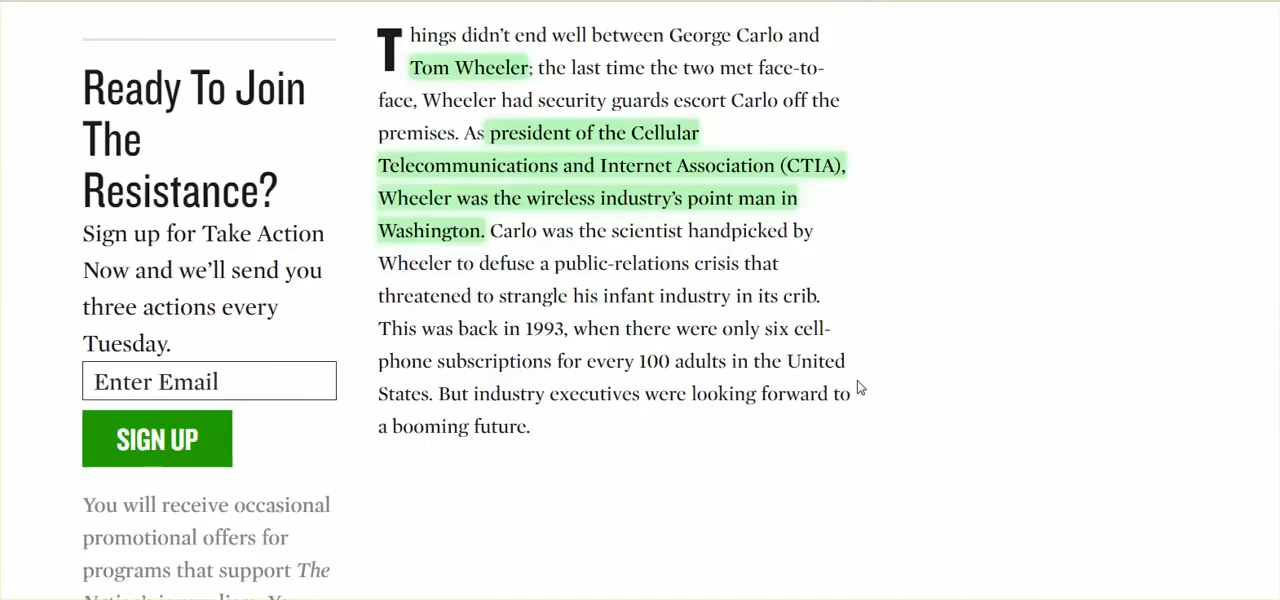 Ready To Join
The
Resistance?
Sign up for Take Action
Now and we’ll send you
three actions every
Tuesday.
Enter Email
SIGN UP
You will receive occasional
promotional offers for
programs that support The
Things didn’t end well between George Carlo and
Tom Wheeler; the last time the two met face-to-
face, Wheeler had security guards escort Carlo off the
premises. As president of the Cellular
Telecommunications and Internet Association (CTIA),
Wheeler was the wireless industry’s point man in
Washington. Carlo was the scientist handpicked by
Wheeler to defuse a public-relations crisis that
threatened to strangle his infant industry in its crib.
This was back in 1993, when there were only six cell-
phone subscriptions for every 100 adults in the United
States. But industry executives were looking forward to
a booming future.